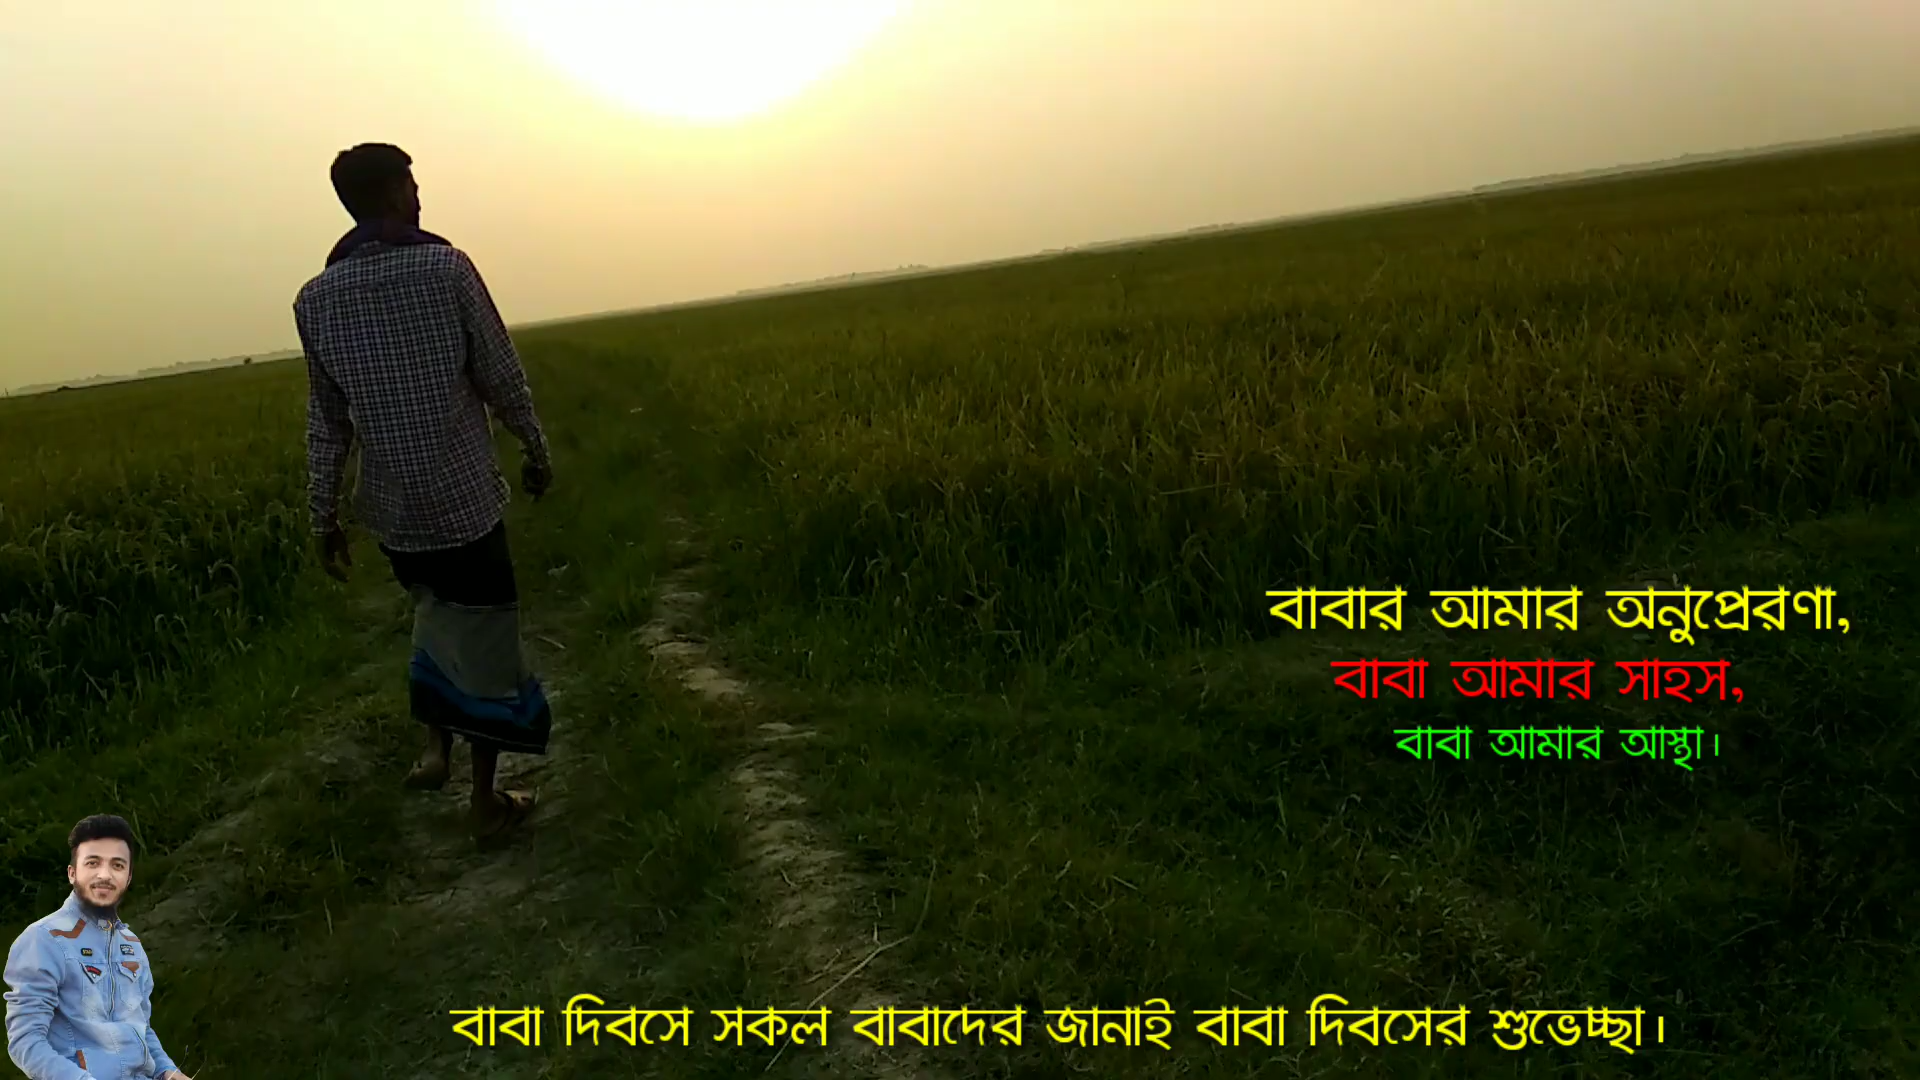 বাবার আমার অনুপ্রেরণা,
বাবা আমার সাহস,
বাবা আমার আস্থা।
বাবা দিবসে সকল বাবাদের জানাই বাবা দিবসের শুভেচ্ছা।